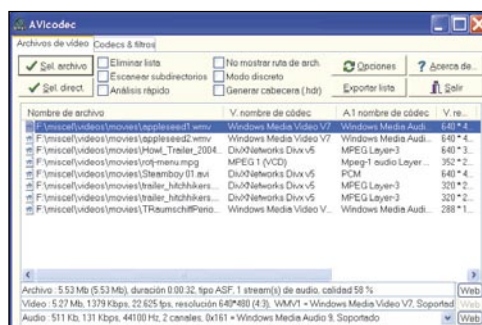 AVIcodec
Archivos de vídeo Codecs & filtros
Sel. archivo Eliminar lista No mostrar ruta de arch. Opciones ? Acerca de...
Escanear subdirectorios Modo discreto
Sel. direct. Análisis rápido Generar cabecera (.hdr) Exportar lista Salir
Nombre de archivo V. nombre de códec A.1 nombre de códec V. re...
F:\miscel\videos\movies\appleseed1.wmv Windows Media Video V7 Windows Media Audi... 640 * 4...
F:\miscel\videos\movies\appleseed2.wmv Windows Media Video V7 Windows Media Audi... 640 * 4...
F:\miscel\videos\movies\Howl_Trailer_2004... DivXNetworks Divx v5 MPEG Layer-3 640 * 3...
F:\miscel\videos\movies\rotj-menu.mpg MPEG 1 (VCD) Mpeg-1 audio Layer... 352 * 2...
F:\miscel\videos\movies\Steamboy 01.avi DivXNetworks Divx v5 PCM 640 * 4...
F:\miscel\videos\movies\trailer_hitchhikers... DivXNetworks Divx v5 MPEG Layer-3 320 * 2...
F:\miscel\videos\movies\trailer_hitchhikers... DivXNetworks Divx v5 MPEG Layer-3 320 * 2...
F:\miscel\videos\movies\TRaumschiffPerio... Windows Media Video V... Windows Media Audi... 288 * 1...
Archivo : 5.53 Mb (5.53 Mb), duración 0:00:32, tipo ASF, 1 stream(s) de audio, calidad 58 % Web
Vídeo : 5.27 Mb, 1379 Kbps, 22.625 fps, resolución 640*480 (4:3), WMV1 = Windows Media Video V7, Soportad Web
Audio : 511 Kb, 131 Kbps, 44100 Hz, 2 canales, 0x161 = Windows Media Audio 9, Soportado Web